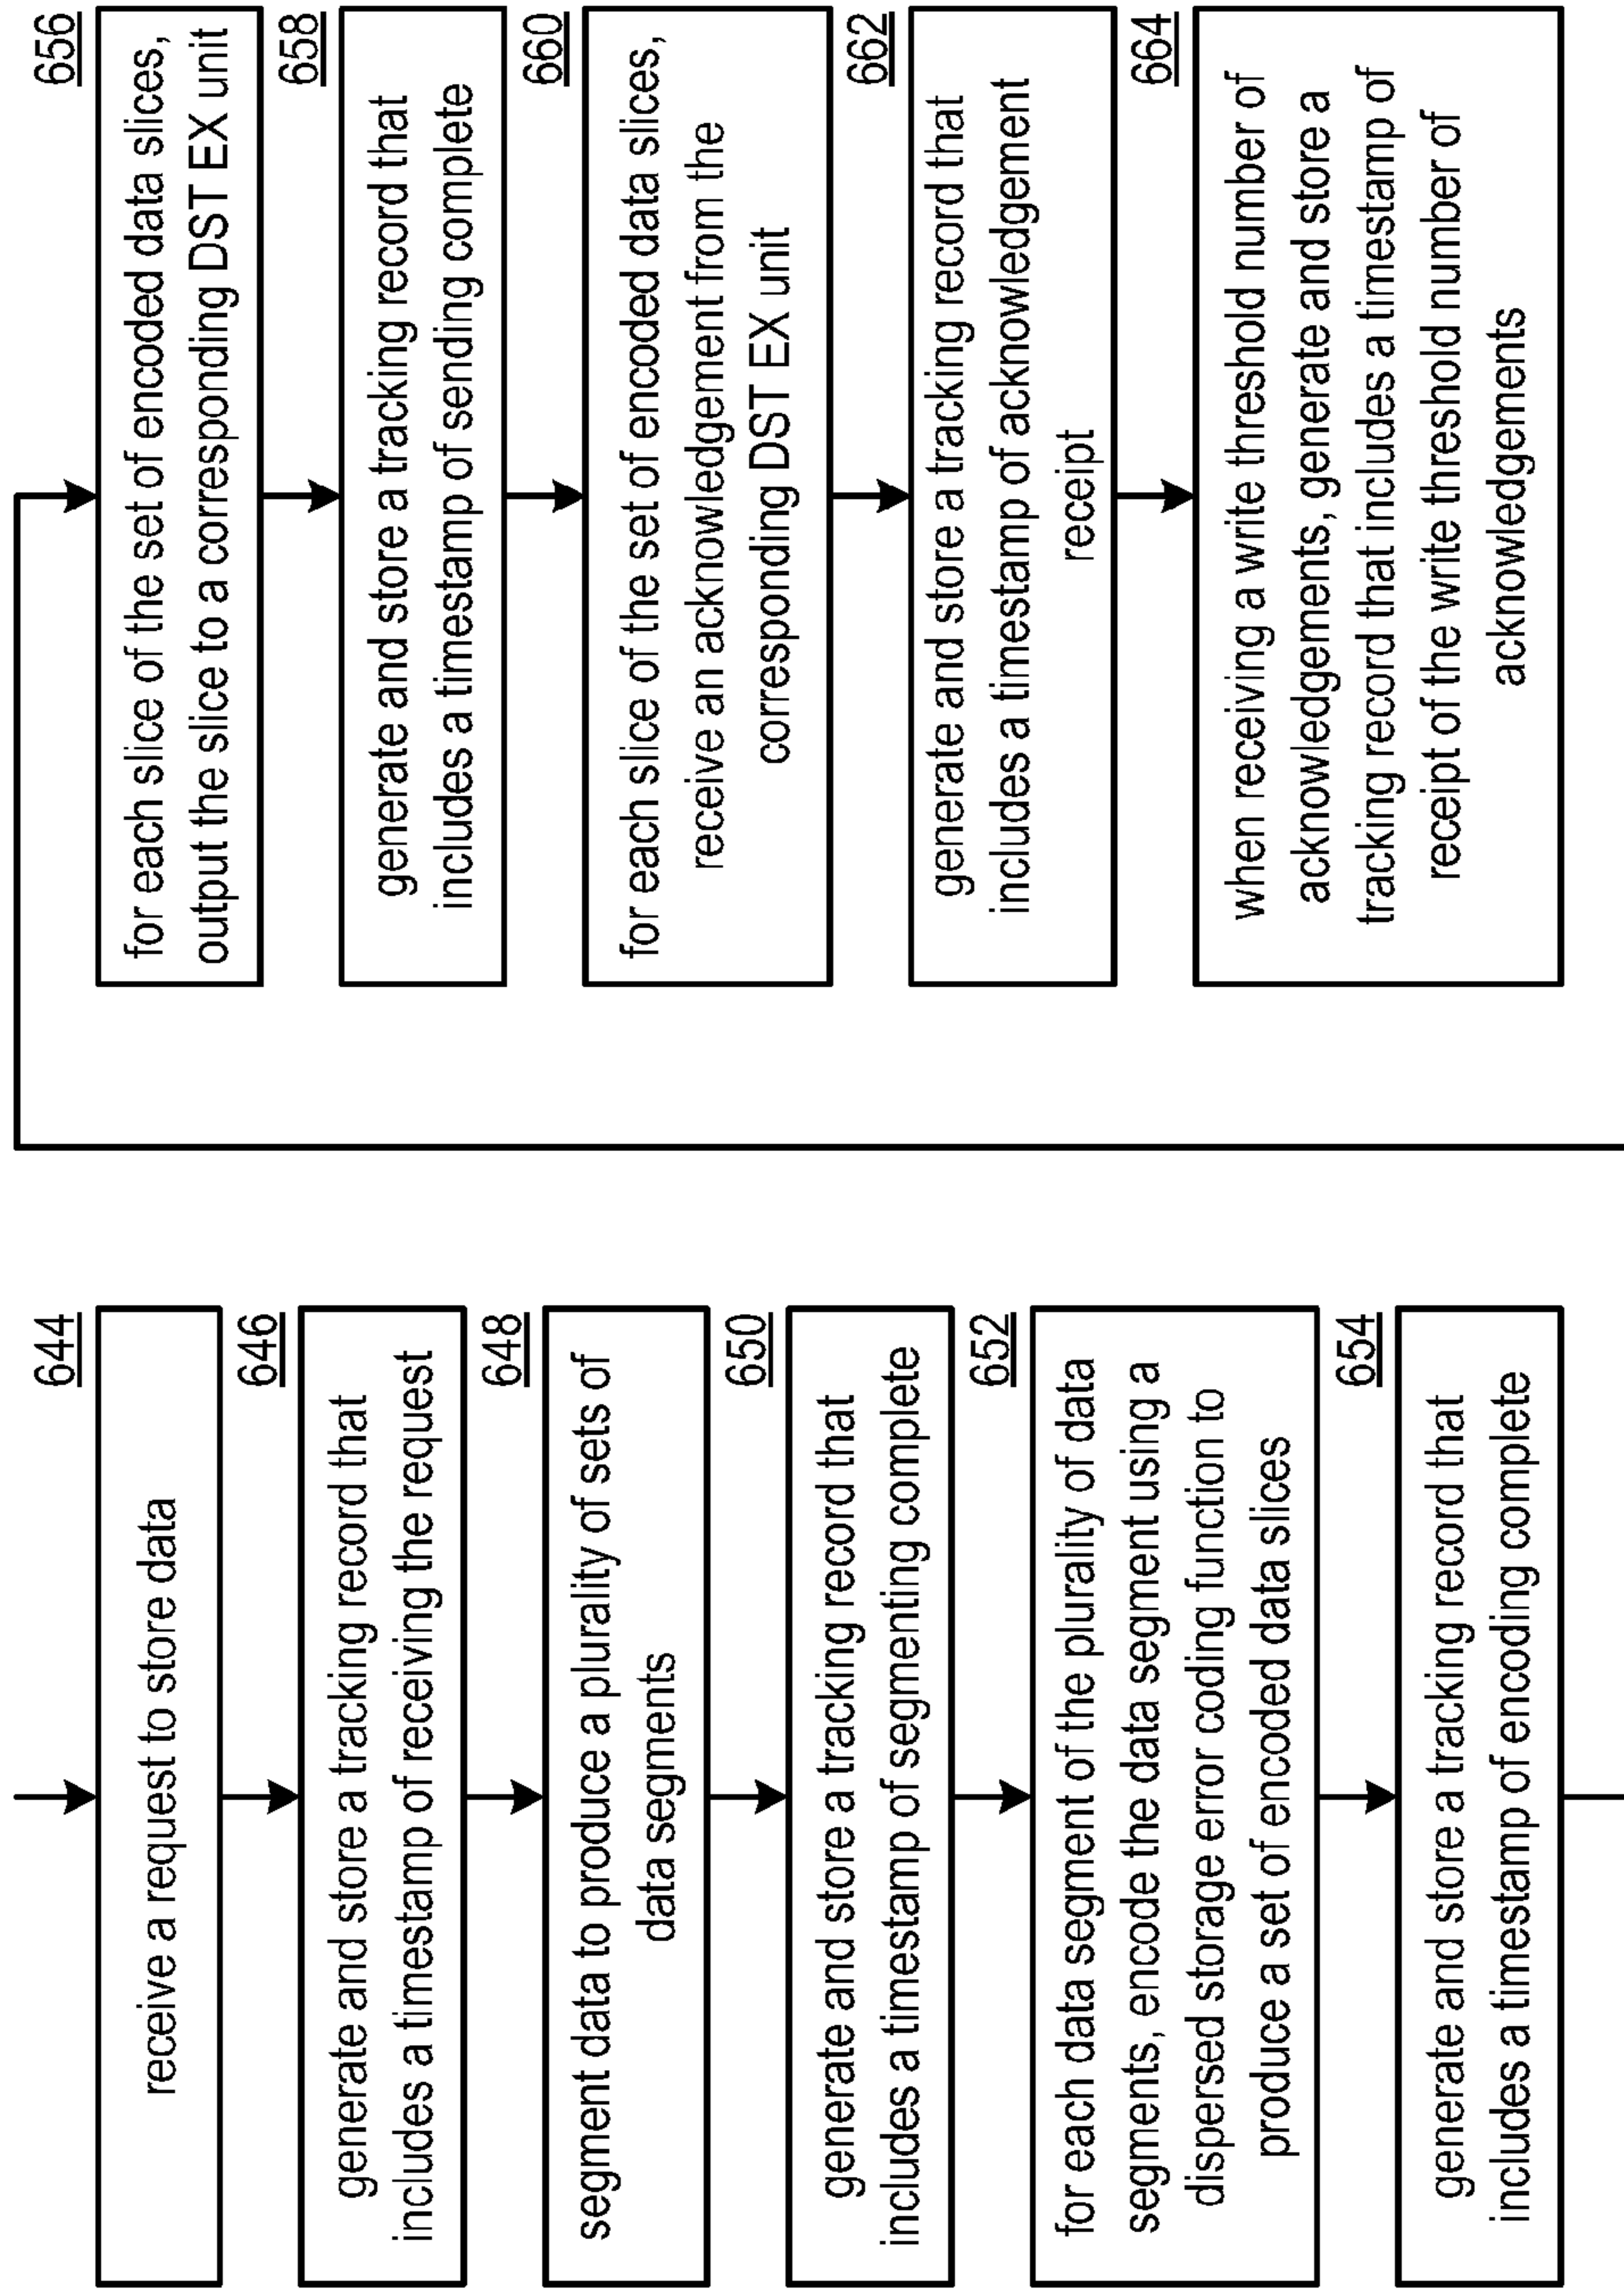 644
receive a request to store data
646
generate and store a tracking record that
includes a timestamp of receiving the request
648
segment data to produce a plurality of sets of
data segments
650
generate and store a tracking record that
includes a timestamp of segmenting complete
652
for each data segment of the plurality of data
segments, encode the data segment using a
dispersed storage error coding function to
produce a set of encoded data slices
654
generate and store a tracking record that
includes a timestamp of encoding complete
656
for each slice of the set of encoded data slices,
output the slice to a corresponding DST EX unit
658
generate and store a tracking record that
includes a timestamp of sending complete
660
for each slice of the set of encoded data slices,
receive an acknowledgement from the
corresponding DST EX unit
662
generate and store a tracking record that
includes a timestamp of acknowledgement
receipt
664
when receiving a write threshold number of
acknowledgements, generate and store a
tracking record that includes a timestamp of
receipt of the write threshold number of
acknowledgements